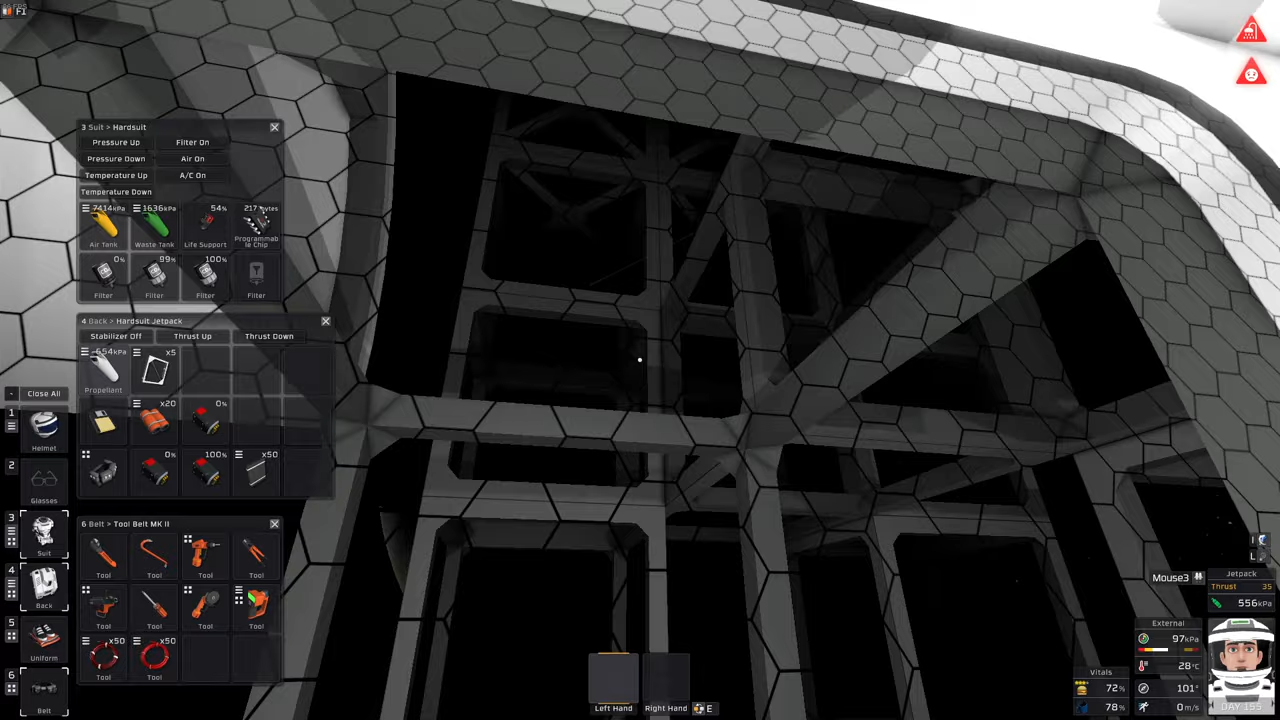 F1
3 Suit > Hardsuit
Pressure Up
Filter On
Pressure Down
Air On
Temperature Up
A/C On
Temperature Down
7414kPa
1636kPa
54%
217 bytes
Air Tank
Waste Tank
Life Support
Programmab
le Chip
0%
99%
100%
Filter
Filter
Filter
Filter
4 Back > Hardsuit Jetpack
Stabilizer Off
Thrust Up
Thrust Down
x5
Propellant
x20
0%
0%
100%
x50
- Close All
1
Helmet
2
Glasses
3
Suit
4
Back
5
Uniform
6
Belt
6 Belt > Tool Belt MK II
Tool
Tool
Tool
Tool
Tool
Tool
Tool
Tool
x50
x50
Tool
Tool
Left Hand
Right Hand
E
Mouse3
Jetpack
Thrust 35
556kPa
External
97kPa
28°C
101°
0m/s
Vitals
72%
78%
DAY 155